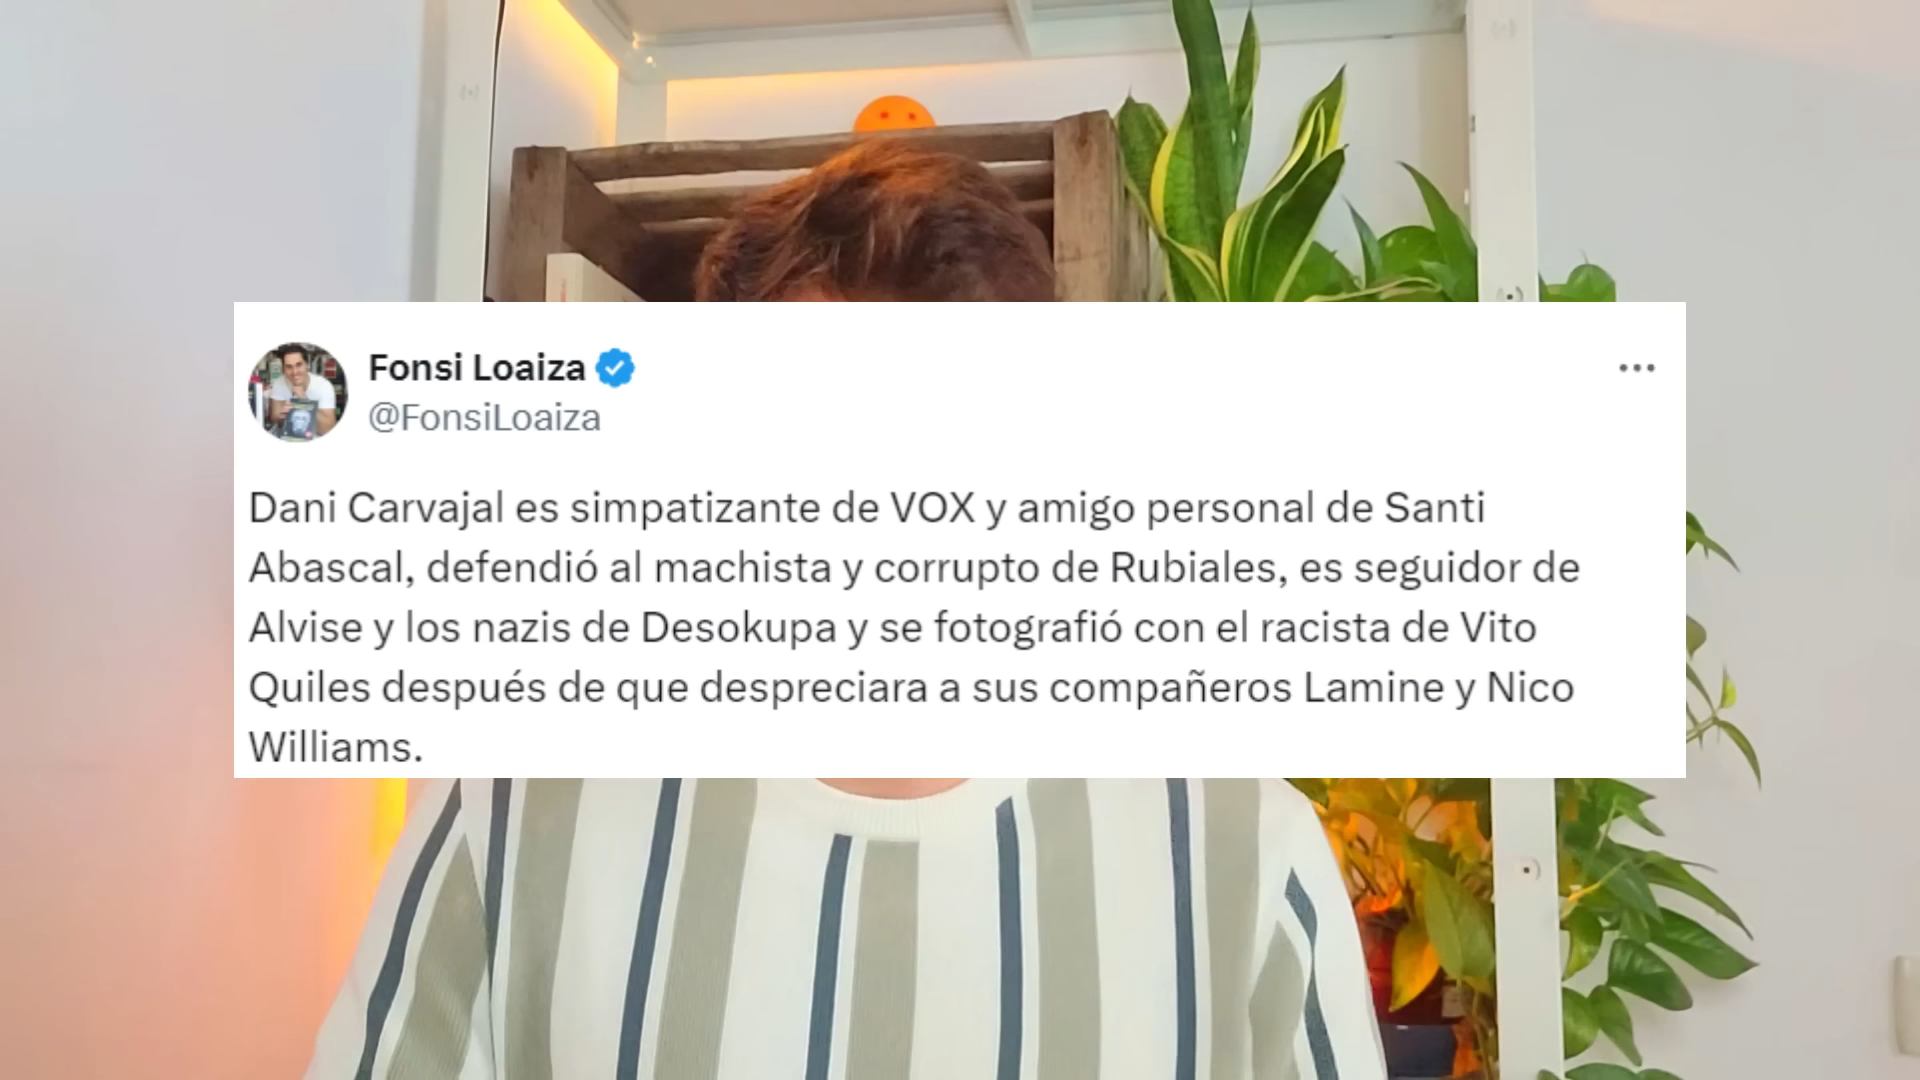 Fonsi Loaiza
@FonsiLoaiza
Dani Carvajal es simpatizante de VOX y amigo personal de Santi
Abascal, defendió al machista y corrupto de Rubiales, es seguidor de
Alvise y los nazis de Desokupa y se fotografió con el racista de Vito
Quiles después de que despreciara a sus compañeros Lamine y Nico
Williams.